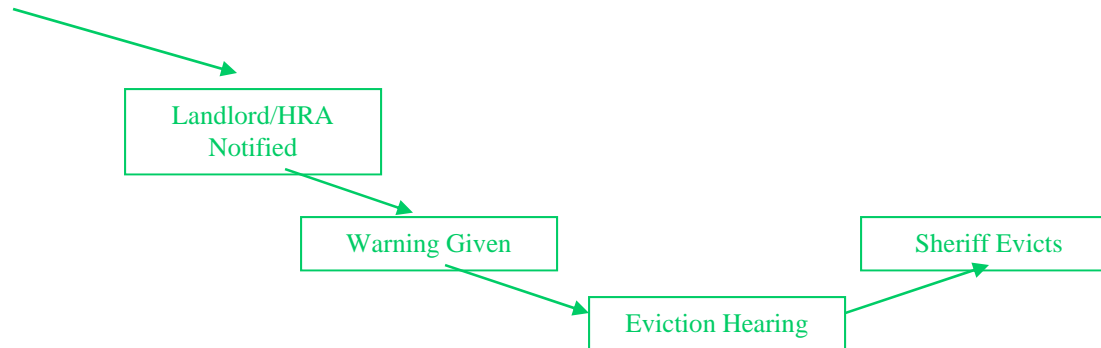 Landlord/HRA
Notified
Warning Given
Sheriff Evicts
Eviction Hearing